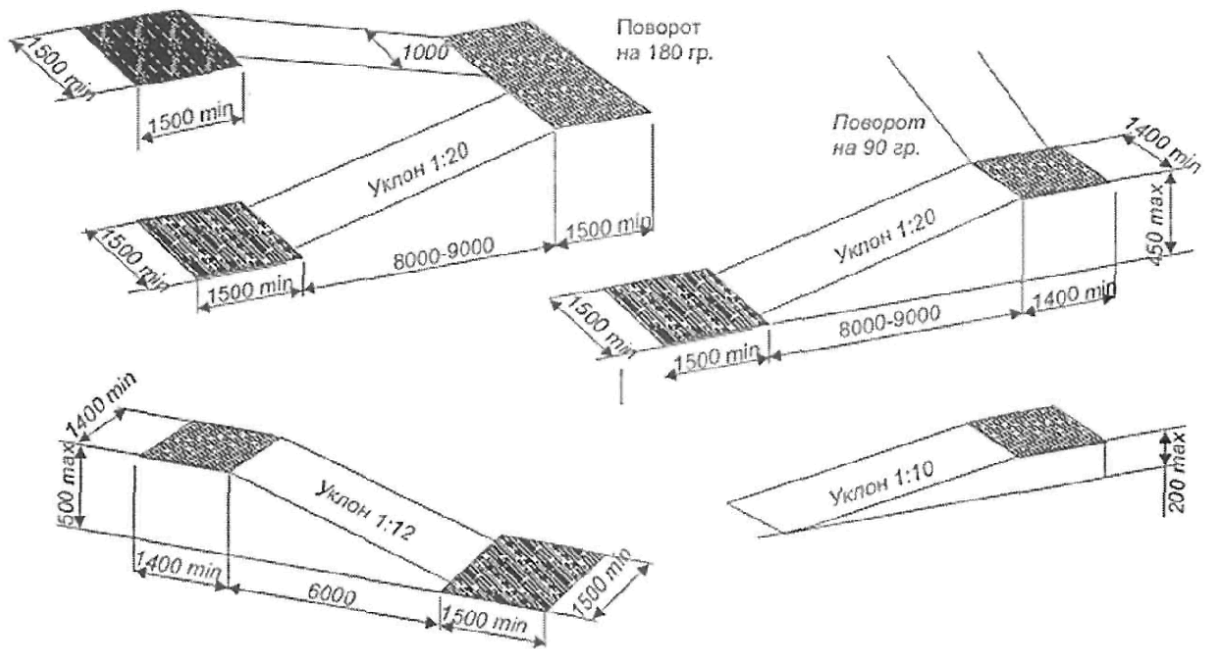 1500 min
1500 min
1000
Поворот
на 180 гр.
Уклон 1:20
1500 min
1500 min
8000-9000
1500 min
Поворот
на 90 гр.
1400 min
450 max
Уклон 1:20
1500 min
1500 min
8000-9000
1400 min
1400 min
500 max
Уклон 1:12
1400 min
6000
1500 min
1500 min
Уклон 1:10
200 max